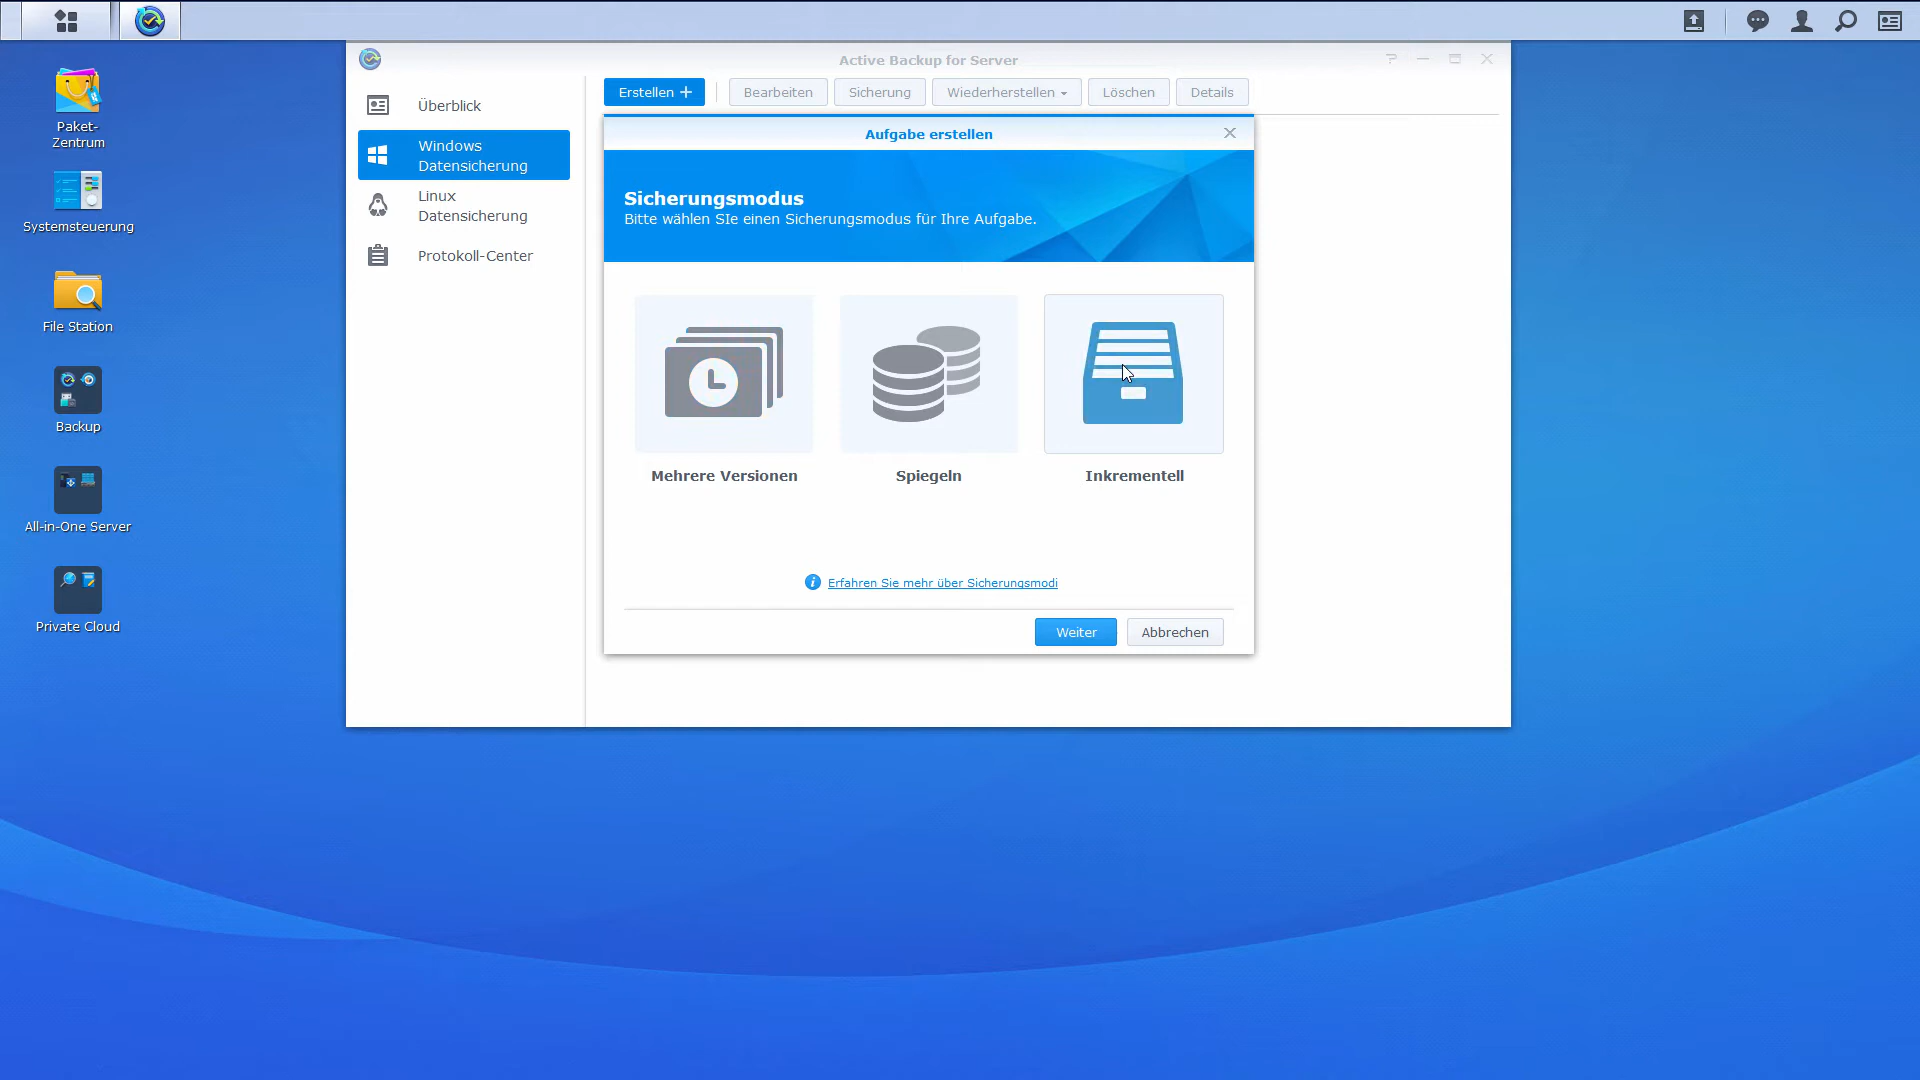 Active Backup for Server
Paket-
Zentrum
Systemsteuerung
File Station
Backup
All-in-One Server
Private Cloud
Überblick
Windows
Datensicherung
Linux
Datensicherung
Protokoll-Center
Erstellen
Bearbeiten
Sicherung
Wiederherstellen
Löschen
Details
Aufgabe erstellen
Sicherungsmodus
Bitte wählen SIe einen Sicherungsmodus für Ihre Aufgabe.
Mehrere Versionen
Spiegeln
Inkrementell
Erfahren Sie mehr über Sicherungsmodi
Weiter
Abbrechen